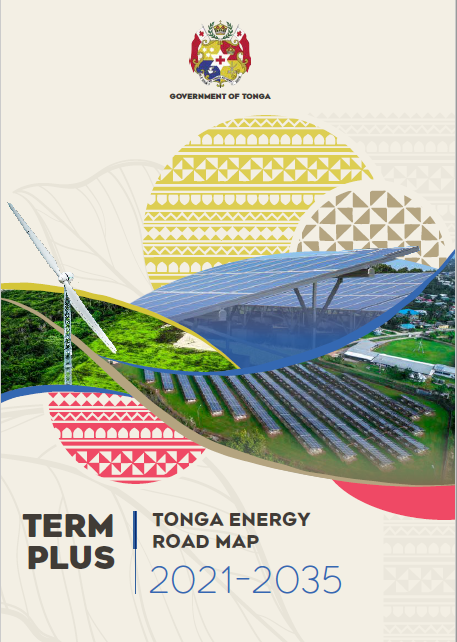 GOVERNMENT OF TONGA
TERM
PLUS
TONGA ENERGY
ROAD MAP
2021-2035